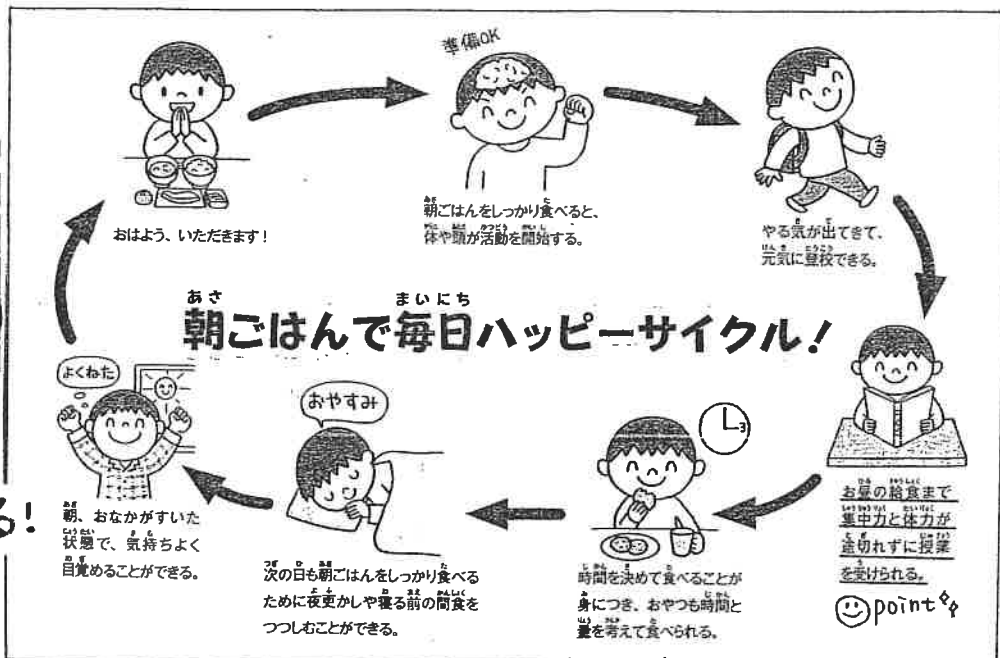 準備OK
おはよう、いただきます！
朝ごはんをしっかり食べると、
体や頭が活動を開始する。
やる気が出てきて、
元気に登校できる。
朝ごはんで毎日ハッピーサイクル！
お昼の給食まで
集中力と体力が
途切れずに授業
を受けられる。
point
3
時間を決めて食べることが
身につき、おやつも時間と
量を考えて食べられる。
おやすみ
次の日も朝ごはんをしっかり食べる
ために夜更かしや寝る前の間食を
つつしむことができる。
よくねた
朝、おなかがすいた
状態で、気持ちよく
目覚めることができる。
る！